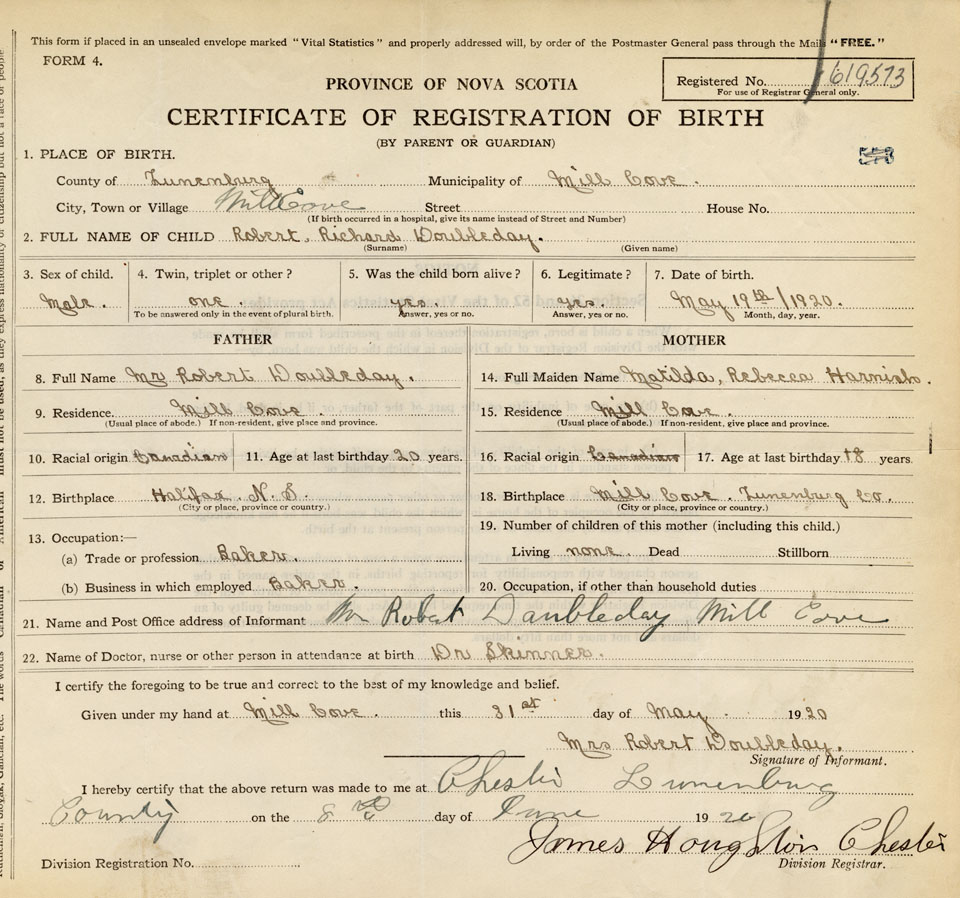 This form if placed in an unsealed envelope marked "Vital Statistics" and properly addressed will, by order of the Postmaster General pass through the Mails "FREE."
FORM 4.
Registered No. 619573
For use of Registrar General only.
PROVINCE OF NOVA SCOTIA
CERTIFICATE OF REGISTRATION OF BIRTH
(BY PARENT OR GUARDIAN)
1. PLACE OF BIRTH.
County of Lunenburg Municipality of Mill Cove.
City, Town or Village Mill Cove Street House No.
(If birth occurred in a hospital, give its name instead of Street and Number)
2. FULL NAME OF CHILD Robert, Richard Doubleday.
(Surname) (Given name)
3. Sex of child. 4. Twin, triplet or other? 5. Was the child born alive? 6. Legitimate? 7. Date of birth.
Male. one. yes. yes. May 19th/1920.
To be answered only in the event of plural birth. Answer, yes or no. Answer, yes or no. Month, day, year.
FATHER MOTHER
8. Full Name Mr Robert Doubleday. 14. Full Maiden Name Matilda, Rebecca Harnish.
9. Residence. Mill Cove. 15. Residence Mill Cove.
(Usual place of abode.) If non-resident, give place and province. (Usual place of abode.) If non-resident, give place and province.
10. Racial origin Canadian 11. Age at last birthday 20 years. 16. Racial origin Canadian 17. Age at last birthday 18 years.
12. Birthplace Halifax. N.S. 18. Birthplace Mill Cove. Lunenburg Co.
(City or place, province or country.) (City or place, province or country.)
13. Occupation:— 19. Number of children of this mother (including this child.)
(a) Trade or profession Baker. Living none. Dead Stillborn
(b) Business in which employed Baker. 20. Occupation, if other than household duties
21. Name and Post Office address of Informant Mr Robert Doubleday Mill Cove
22. Name of Doctor, nurse or other person in attendance at birth Dr Skinner.
I certify the foregoing to be true and correct to the best of my knowledge and belief.
Given under my hand at Mill Cove. this 31st day of May 1920
Mrs Robert Doubleday.
Signature of Informant.
I hereby certify that the above return was made to me at Chester Lunenburg
County on the 8th day of June 1920
James Houghton Chester
Division Registrar.
Division Registration No.